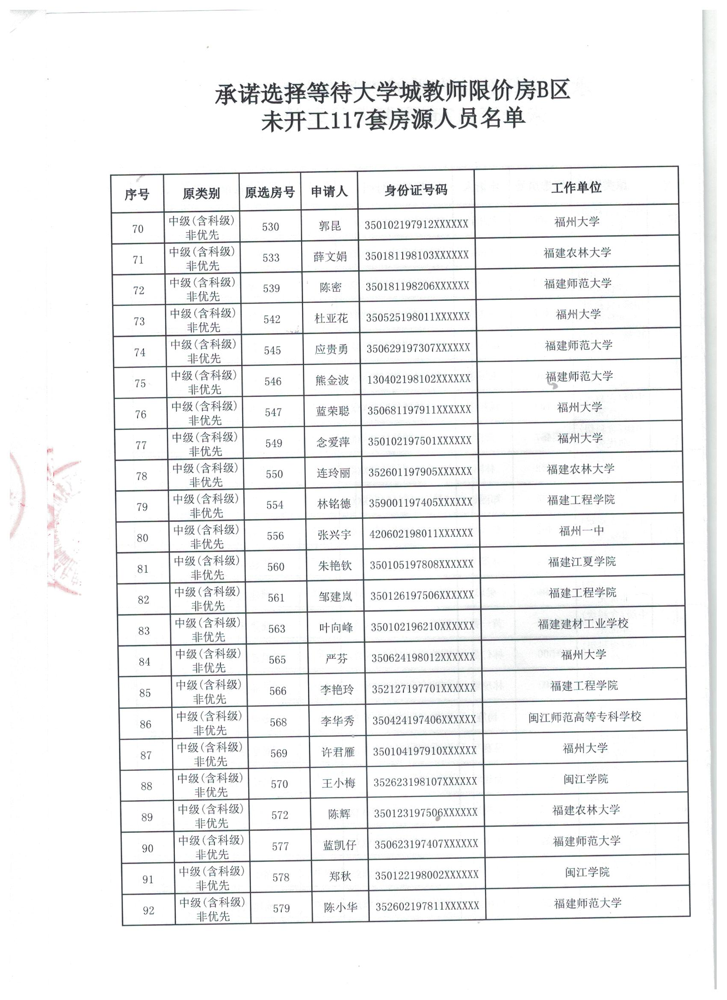 承诺选择等待大学城教师限价房B区
未开工117套房源人员名单
序号 原类别 原选房号 申请人 身份证号码 工作单位
70 中级(含科级)非优先 530 郭昆 350102197912XXXXXX 福州大学
71 中级(含科级)非优先 533 薛文娟 350181198103XXXXXX 福建农林大学
72 中级(含科级)非优先 539 陈密 350181198206XXXXXX 福建师范大学
73 中级(含科级)非优先 542 杜亚花 350525198011XXXXXX 福州大学
74 中级(含科级)非优先 545 应贵勇 350629197307XXXXXX 福建师范大学
75 中级(含科级)非优先 546 熊金波 130402198102XXXXXX 福建师范大学
76 中级(含科级)非优先 547 蓝荣聪 350681197911XXXXXX 福州大学
77 中级(含科级)非优先 549 念爱萍 350102197501XXXXXX 福州大学
78 中级(含科级)非优先 550 连玲丽 352601197905XXXXXX 福建农林大学
79 中级(含科级)非优先 554 林铭德 359001197405XXXXXX 福建工程学院
80 中级(含科级)非优先 556 张兴宇 420602198011XXXXXX 福州一中
81 中级(含科级)非优先 560 朱艳钦 350105197808XXXXXX 福建江夏学院
82 中级(含科级)非优先 561 邹建岚 350126197506XXXXXX 福建工程学院
83 中级(含科级)非优先 563 叶向峰 350102196210XXXXXX 福建建材工业学校
84 中级(含科级)非优先 565 严芬 350624198012XXXXXX 福州大学
85 中级(含科级)非优先 566 李艳玲 352127197701XXXXXX 福建工程学院
86 中级(含科级)非优先 568 李华秀 350424197406XXXXXX 闽江师范高等专科学校
87 中级(含科级)非优先 569 许君雁 350104197910XXXXXX 福州大学
88 中级(含科级)非优先 570 王小梅 352623198107XXXXXX 闽江学院
89 中级(含科级)非优先 572 陈辉 350123197506XXXXXX 福建农林大学
90 中级(含科级)非优先 577 蓝凯仔 350623197407XXXXXX 福建师范大学
91 中级(含科级)非优先 578 郑秋 350122198002XXXXXX 闽江学院
92 中级(含科级)非优先 579 陈小华 352602197811XXXXXX 福建师范大学